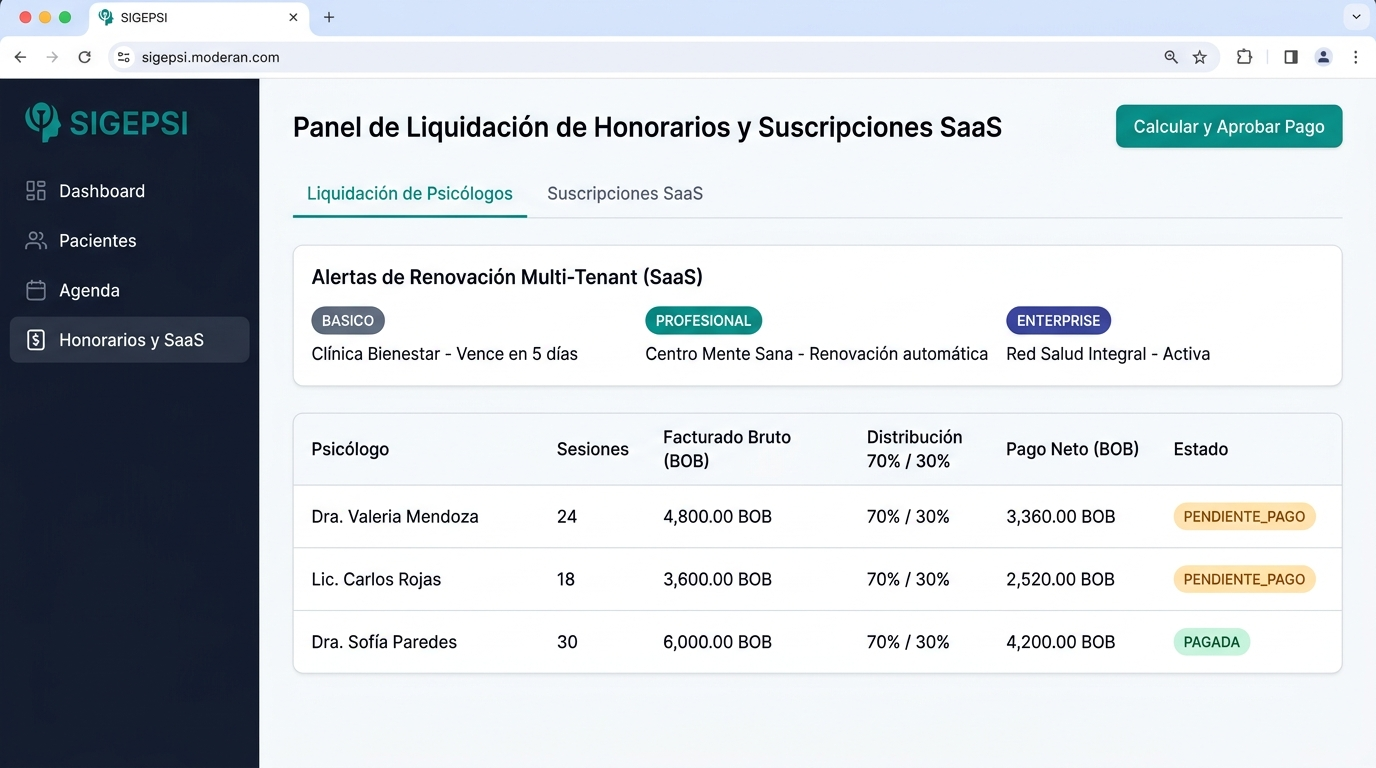 SIGEPSI
sigepsi.moderan.com
SIGEPSI
Dashboard
Pacientes
Agenda
Honorarios y SaaS
Panel de Liquidación de Honorarios y Suscripciones SaaS
Calcular y Aprobar Pago
Liquidación de Psicólogos
Suscripciones SaaS
Alertas de Renovación Multi-Tenant (SaaS)
BASICO
Clínica Bienestar - Vence en 5 días
PROFESIONAL
Centro Mente Sana - Renovación automática
ENTERPRISE
Red Salud Integral - Activa
Psicólogo Sesiones Facturado Bruto (BOB) Distribución 70% / 30% Pago Neto (BOB) Estado
Dra. Valeria Mendoza 24 4,800.00 BOB 70% / 30% 3,360.00 BOB PENDIENTE_PAGO
Lic. Carlos Rojas 18 3,600.00 BOB 70% / 30% 2,520.00 BOB PENDIENTE_PAGO
Dra. Sofía Paredes 30 6,000.00 BOB 70% / 30% 4,200.00 BOB PAGADA